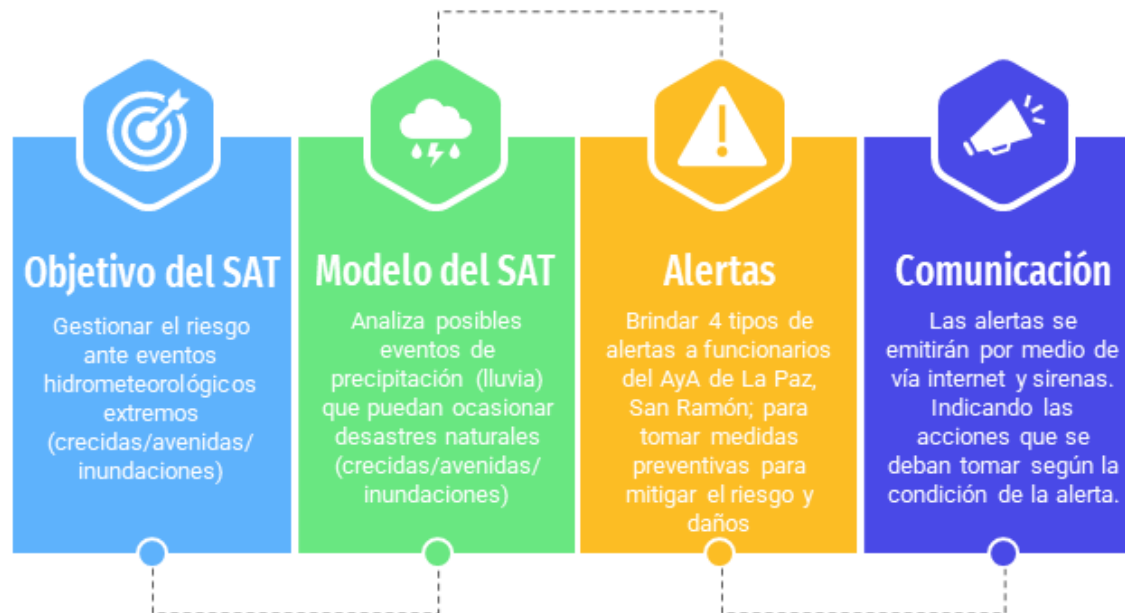 Objetivo del SAT
Gestionar el riesgo
ante eventos
hidrometeorológicos
extremos
(crecidas/avenidas/
inundaciones)
Modelo del SAT
Analiza posibles
eventos de
precipitación (lluvia)
que puedan ocasionar
desastres naturales
(crecidas/avenidas/
inundaciones)
Alertas
Brindar 4 tipos de
alertas a funcionarios
del AyA de La Paz,
San Ramón; para
tomar medidas
preventivas para
mitigar el riesgo y
daños
Comunicación
Las alertas se
emitirán por medio de
vía internet y sirenas.
Indicando las
acciones que se
deban tomar según la
condición de la alerta.